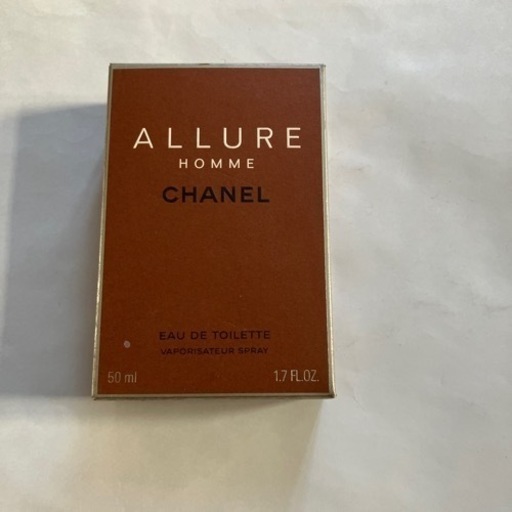 ALLURE
HOMME
CHANEL
EAU DE TOILETTE
VAPORISATEUR SPRAY
50 ml 1.7 FL.OZ.